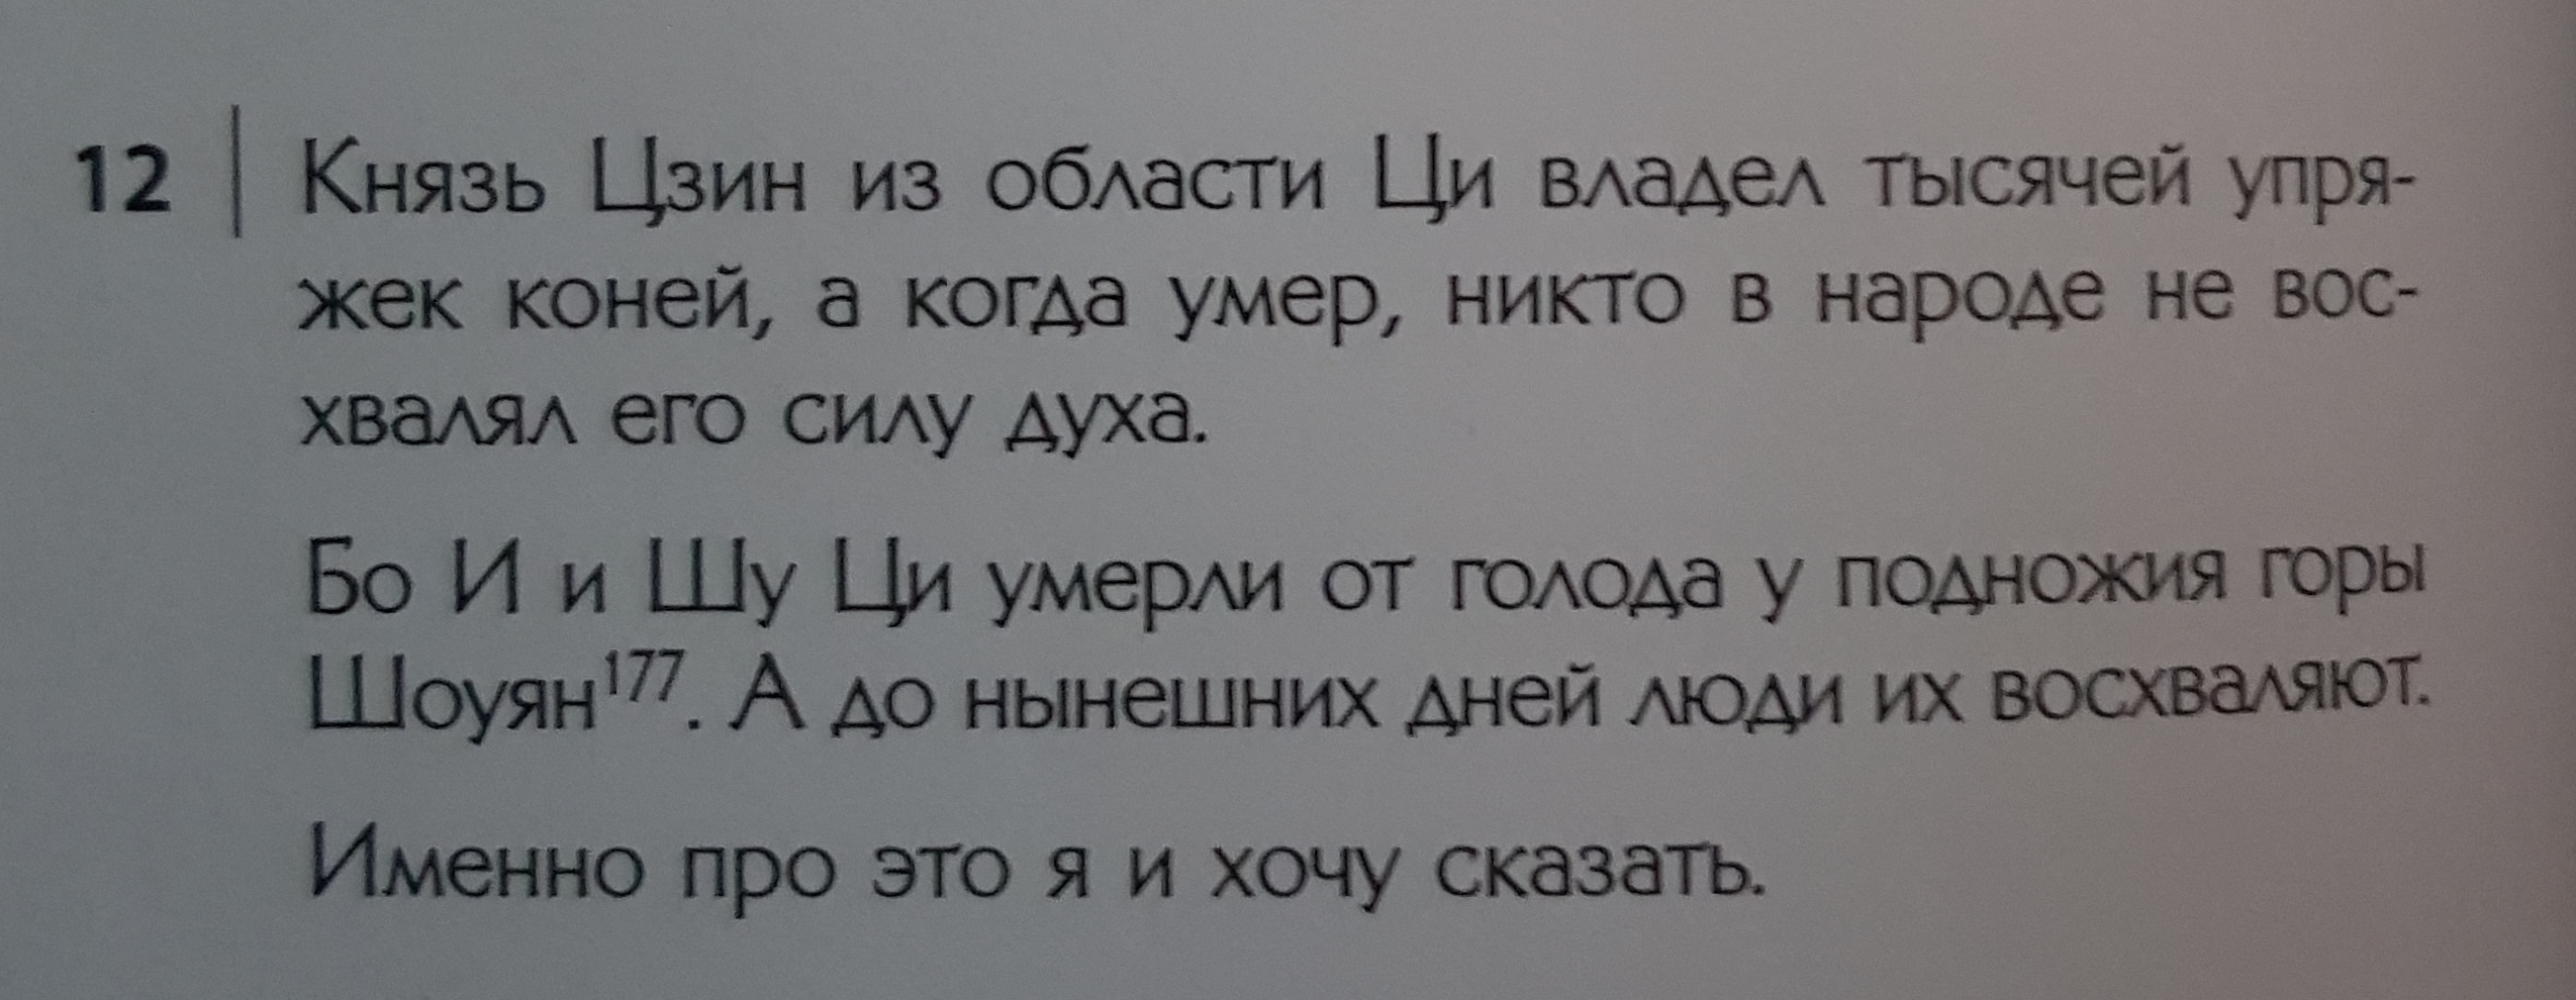 12 | Князь Цзин из области Ци владел тысячей упря-
жек коней, а когда умер, никто в народе не вос-
хвалял его силу духа.
Бо И и Шу Ци умерли от голода у подножия горы
Шоуян¹⁷⁷. А до нынешних дней люди их восхваляют.
Именно про это я и хочу сказать.